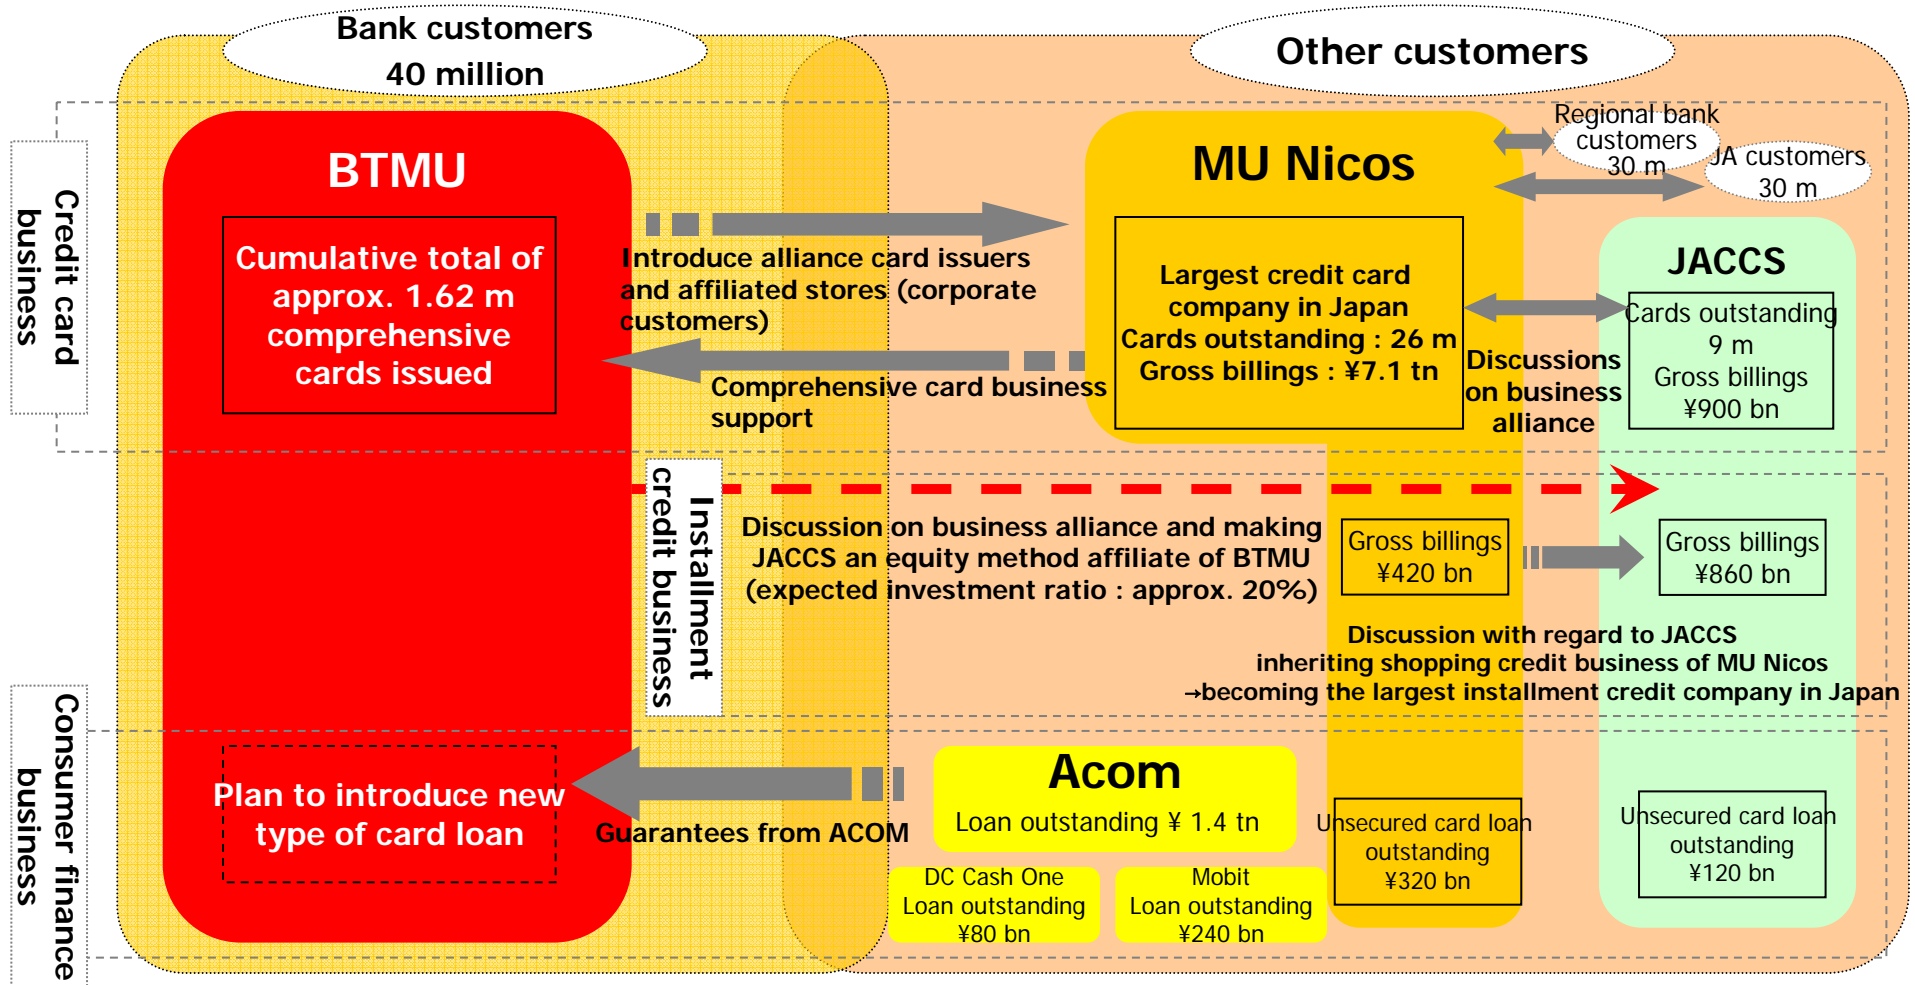 Bank customers
40 million
Other customers
Credit card
business
BTMU
Cumulative total of
approx. 1.62 m
comprehensive
cards issued
Introduce alliance card issuers
and affiliated stores (corporate
customers)
Comprehensive card business
support
MU Nicos
Largest credit card
company in Japan
Cards outstanding : 26 m
Gross billings : ¥7.1 tn
Regional bank
customers
30 m
JA customers
30 m
Discussions
on business
alliance
JACCS
Cards outstanding
9 m
Gross billings
¥900 bn
Installment
credit business
Discussion on business alliance and making
JACCS an equity method affiliate of BTMU
(expected investment ratio : approx. 20%)
Gross billings
¥420 bn
Gross billings
¥860 bn
Discussion with regard to JACCS
inheriting shopping credit business of MU Nicos
→becoming the largest installment credit company in Japan
Consumer finance
business
Plan to introduce new
type of card loan
Guarantees from ACOM
Acom
Loan outstanding ¥ 1.4 tn
DC Cash One
Loan outstanding
¥80 bn
Mobit
Loan outstanding
¥240 bn
Unsecured card loan
outstanding
¥320 bn
Unsecured card loan
outstanding
¥120 bn